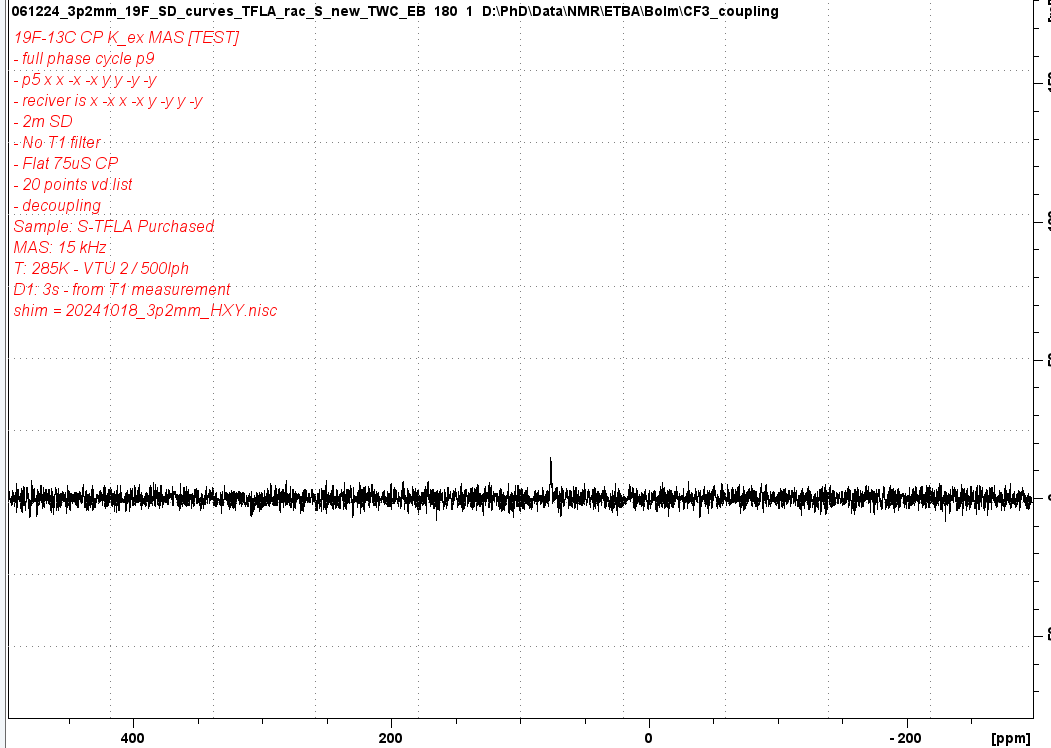 061224_3p2mm_19F_SD_curves_TFLA_rac_S_new_TWC_EB 180 1 D:\PhD\Data\NMR\ETBA\Bolm\CF3_coupling
19F-13C CP K_ex MAS [TEST]
- full phase cycle p9
- p5 x x -x -x y y -y -y
- reciver is x -x x -x y -y y -y
- 2m SD
- No T1 filter
- Flat 75uS CP
- 20 points vd list
- decoupling
Sample: S-TFLA Purchased
MAS: 15 kHz
T: 285K - VTU 2 / 500lph
D1: 3s - from T1 measurement
shim = 20241018_3p2mm_HXY.nisc
400 200 0 -200 [ppm]